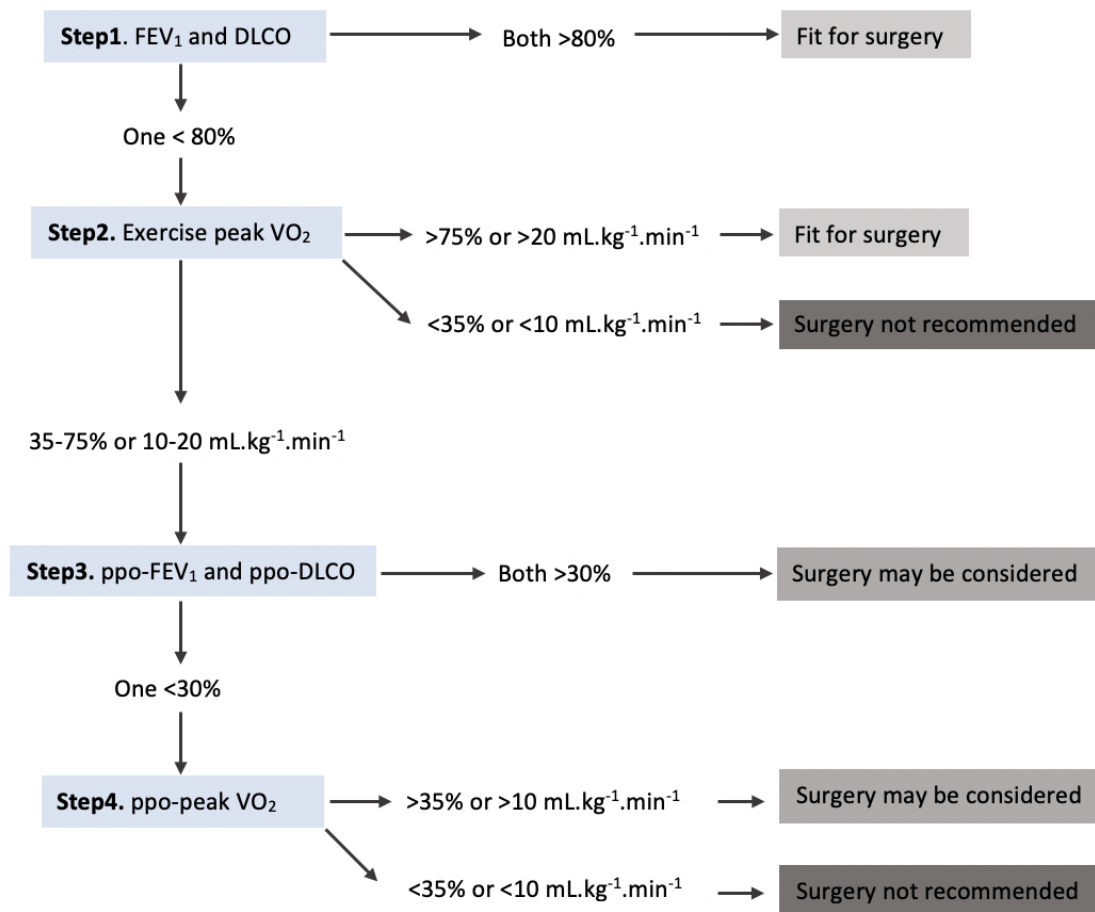 Step1. FEV₁ and DLCO
Both >80%
Fit for surgery
One < 80%
Step2. Exercise peak VO₂
>75% or >20 mL.kg⁻¹.min⁻¹
Fit for surgery
<35% or <10 mL.kg⁻¹.min⁻¹
Surgery not recommended
35-75% or 10-20 mL.kg⁻¹.min⁻¹
Step3. ppo-FEV₁ and ppo-DLCO
Both >30%
Surgery may be considered
One <30%
Step4. ppo-peak VO₂
>35% or >10 mL.kg⁻¹.min⁻¹
Surgery may be considered
<35% or <10 mL.kg⁻¹.min⁻¹
Surgery not recommended